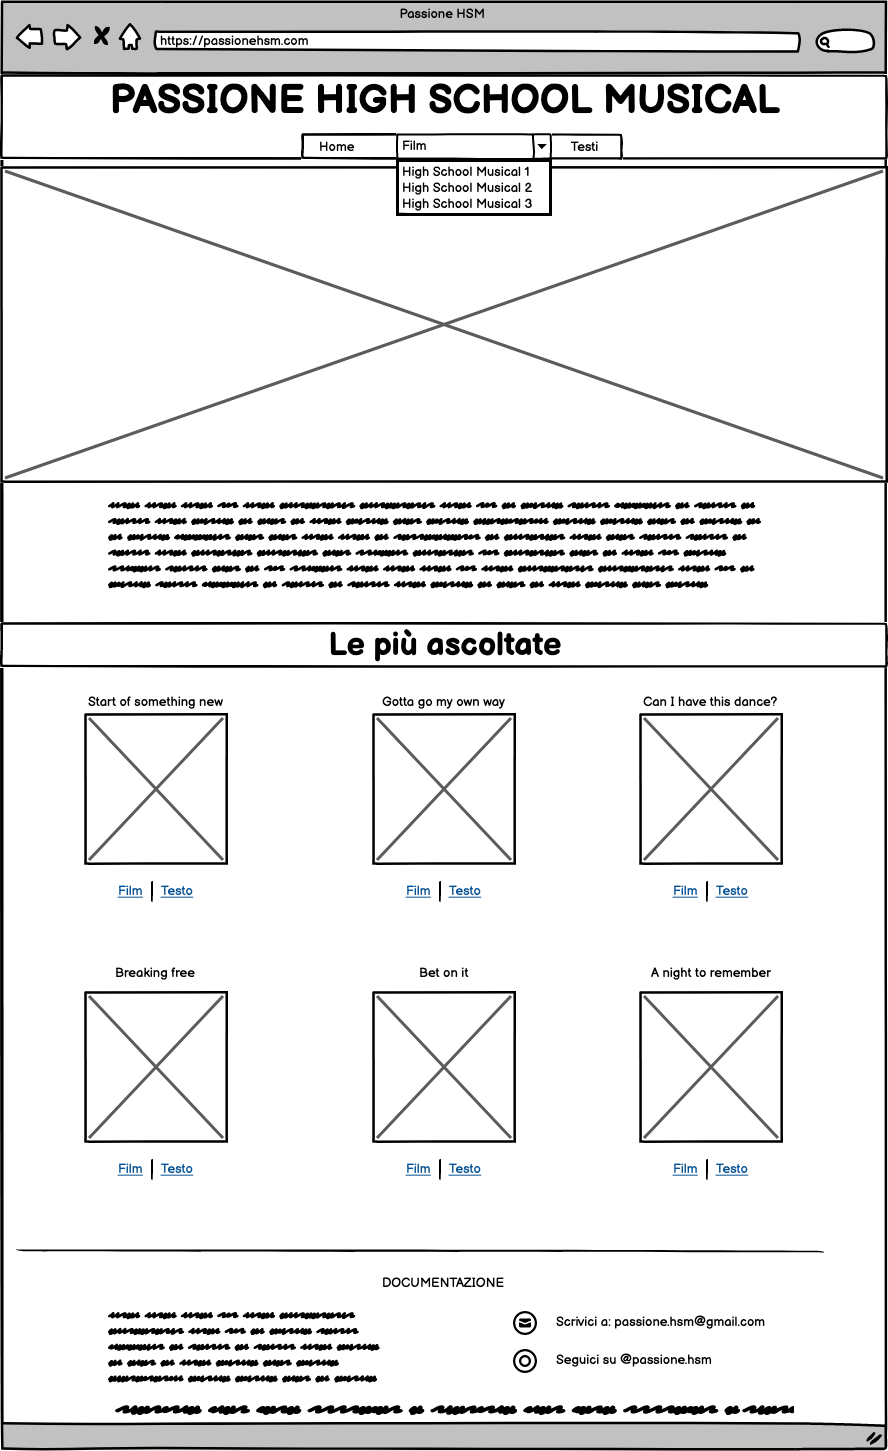 Passione HSM
https://passionehsm.com
PASSIONE HIGH SCHOOL MUSICAL
Home Film Testi
High School Musical 1
High School Musical 2
High School Musical 3
Le più ascoltate
Start of something new Gotta go my own way Can I have this dance?
Film Testo Film Testo Film Testo
Breaking free Bet on it A night to remember
Film Testo Film Testo Film Testo
DOCUMENTAZIONE
Scrivici a: passione.hsm@gmail.com
Seguici su @passione.hsm